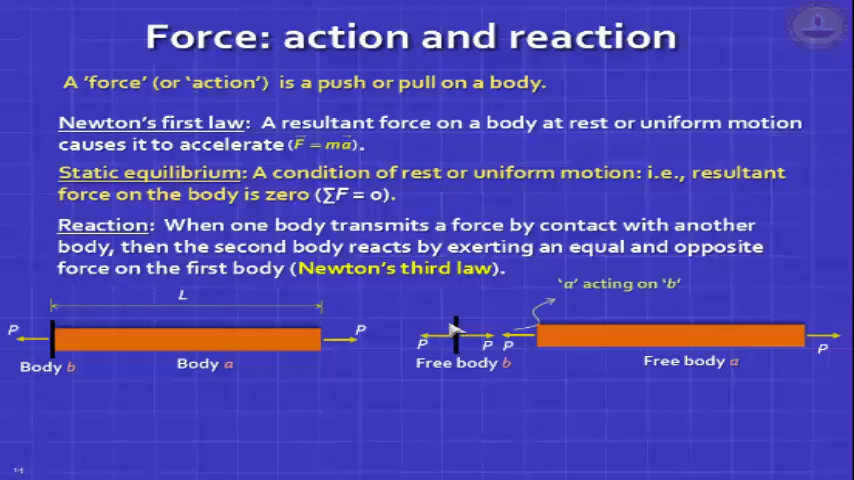 Force: action and reaction
A 'force' (or 'action') is a push or pull on a body.
Newton's first law: A resultant force on a body at rest or uniform motion
causes it to accelerate (F = ma).
Static equilibrium: A condition of rest or uniform motion: i.e., resultant
force on the body is zero (∑F = 0).
Reaction: When one body transmits a force by contact with another
body, then the second body reacts by exerting an equal and opposite
force on the first body (Newton's third law).
'a' acting on 'b'
L
P
P
P
P
P
P
Body b
Body a
Free body b
Free body a